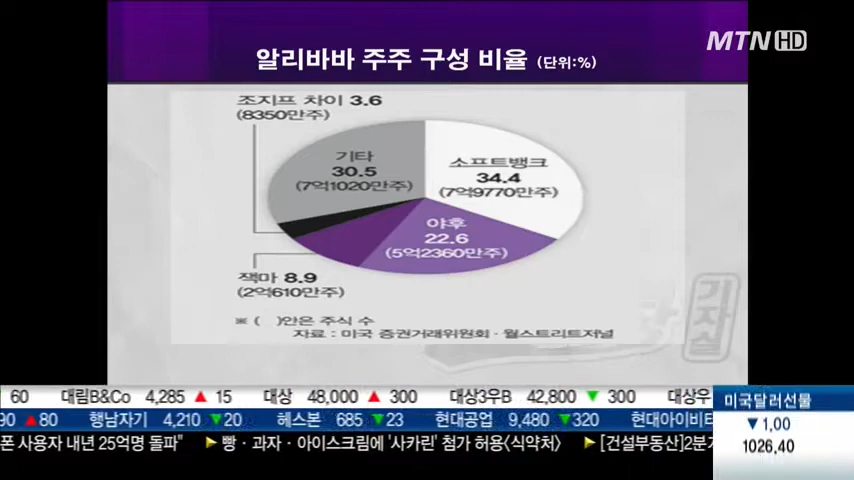 MTN HD
알리바바 주주 구성 비율 (단위:%)
조지프 차이 3.6
(8350만주)
기타
30.5
(7억1020만주)
소프트뱅크
34.4
(7억9770만주)
야후
22.6
(5억2360만주)
잭마 8.9
(2억610만주)
※ ( )안은 주식 수
자료 : 미국 증권거래위원회 · 월스트리트저널
기자실
60 대림B&Co 4,285 ▲ 15 대상 48,000 ▲ 300 대상3우B 42,800 ▼ 300 대상우
90 ▲80 행남자기 4,210 ▼20 헤스본 685 ▼23 현대공업 9,480 ▼320 현대아이비티
폰 사용자 내년 25억명 돌파" ▶ 빵 · 과자 · 아이스크림에 '사카린' 첨가 허용<식약처> ▶ [건설부동산]2분기
미국달러선물
▼1,00
1026,40